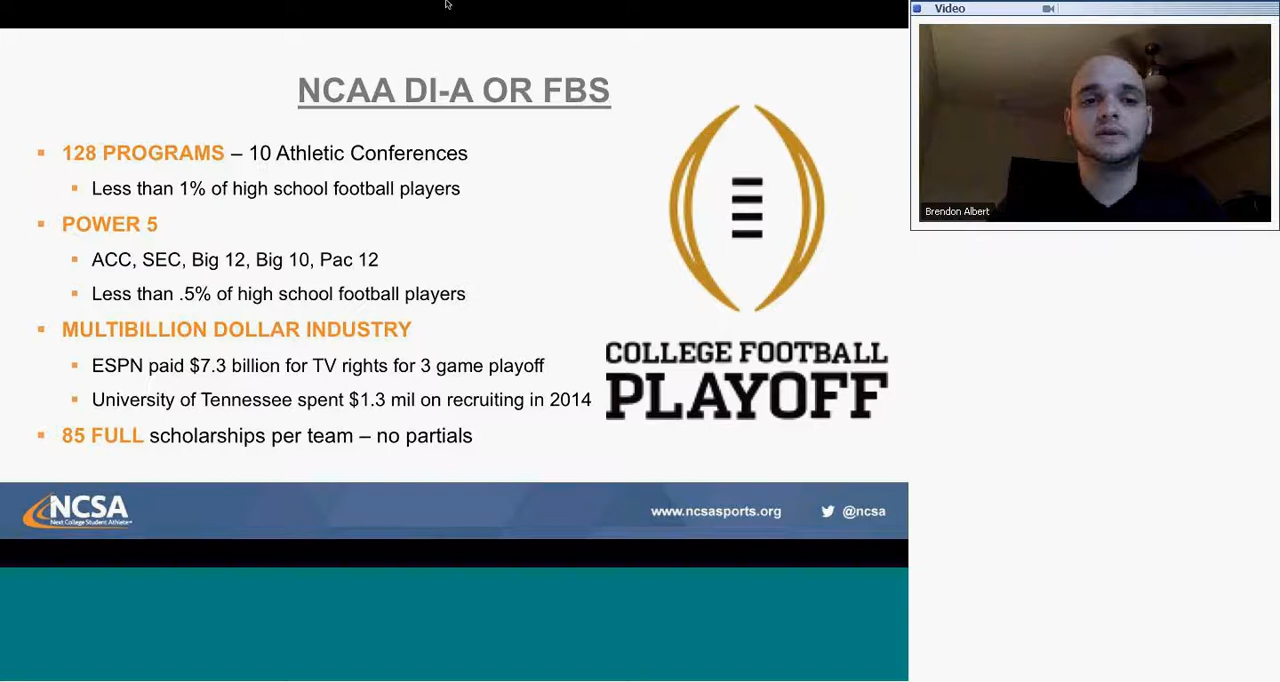 NCAA DI-A OR FBS
128 PROGRAMS – 10 Athletic Conferences
Less than 1% of high school football players
POWER 5
ACC, SEC, Big 12, Big 10, Pac 12
Less than .5% of high school football players
MULTIBILLION DOLLAR INDUSTRY
ESPN paid $7.3 billion for TV rights for 3 game playoff
University of Tennessee spent $1.3 mil on recruiting in 2014
85 FULL scholarships per team – no partials
COLLEGE FOOTBALL
PLAYOFF
NCSA
Next College Student Athlete
www.ncsasports.org
@ncsa
Video
Brendon Albert